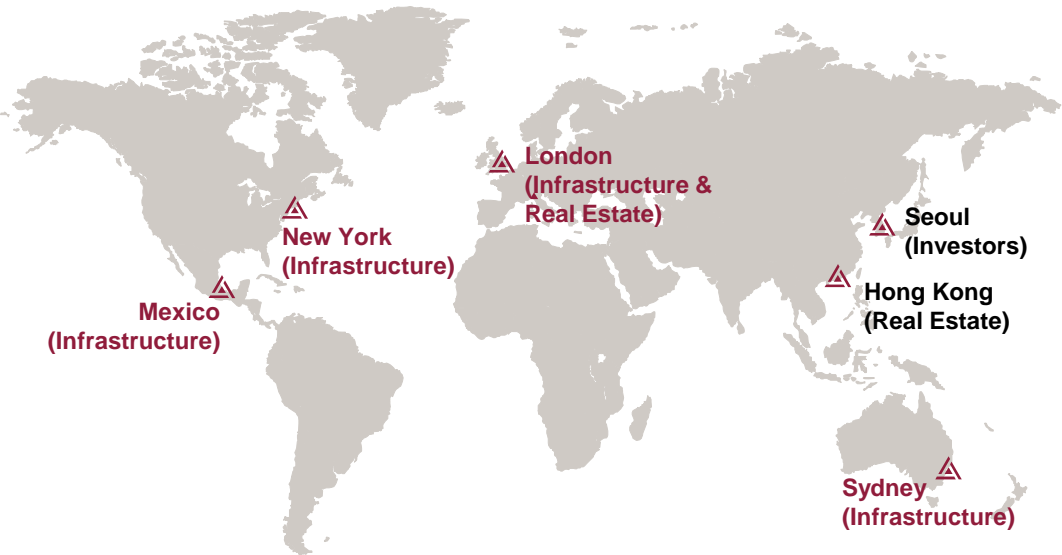 London
(Infrastructure &
Real Estate)
Seoul
(Investors)
New York
(Infrastructure)
Hong Kong
(Real Estate)
Mexico
(Infrastructure)
Sydney
(Infrastructure)